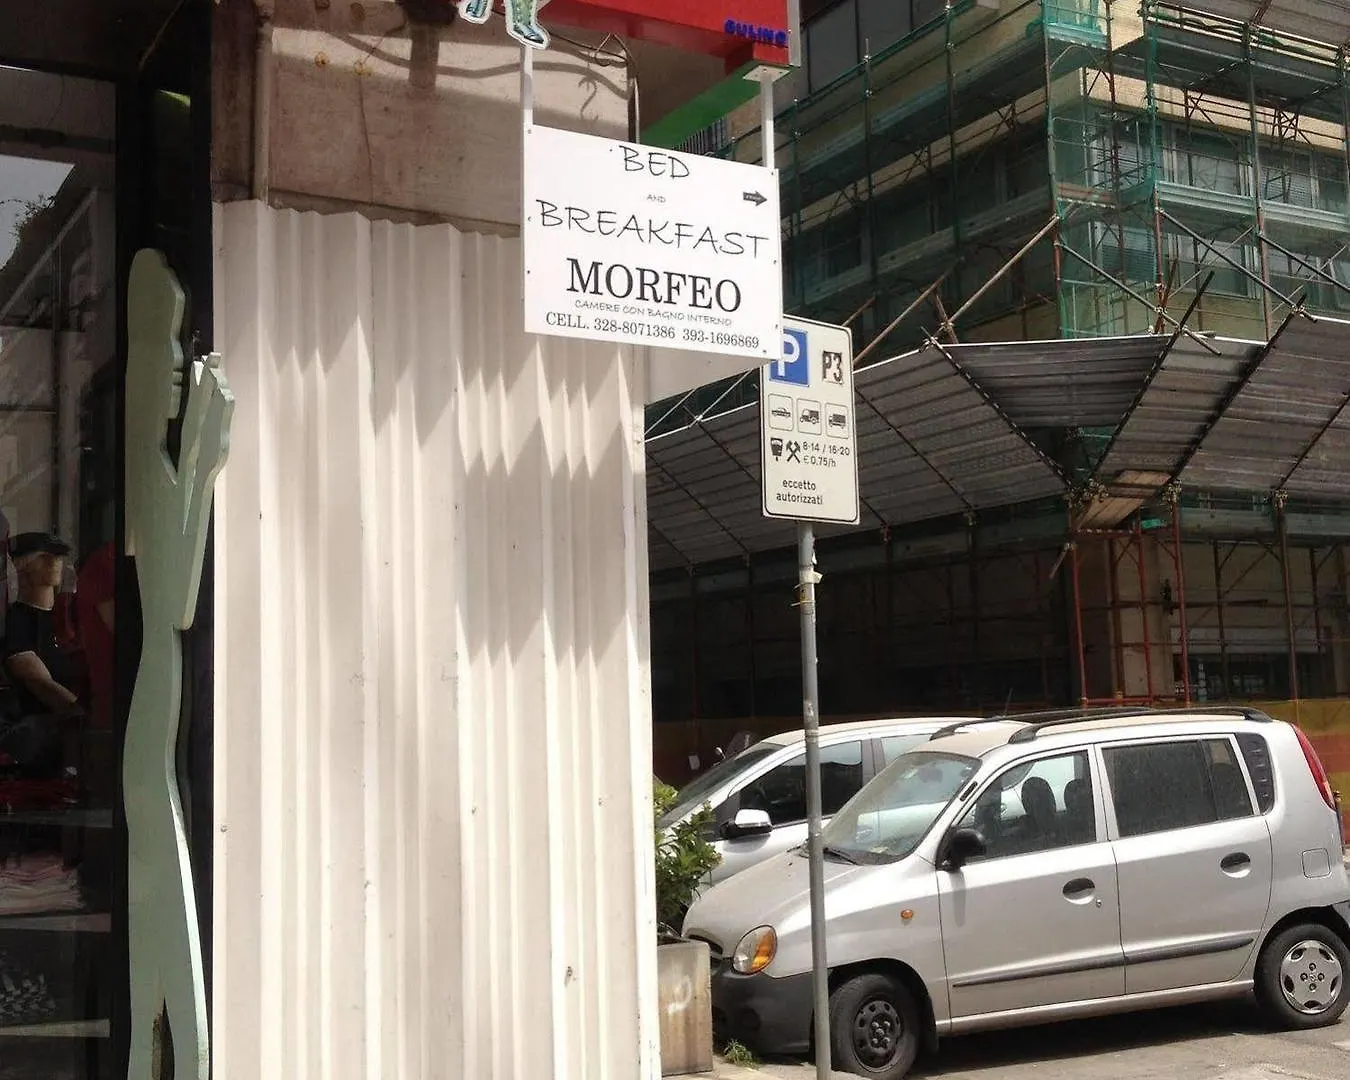 GULINO
BED
AND
BREAKFAST
MORFEO
CAMERE CON BAGNO INTERNO
CELL. 328-8071386 393-1696869
P P3
8-14 / 16-20
€ 0,75/h
eccetto
autorizzati